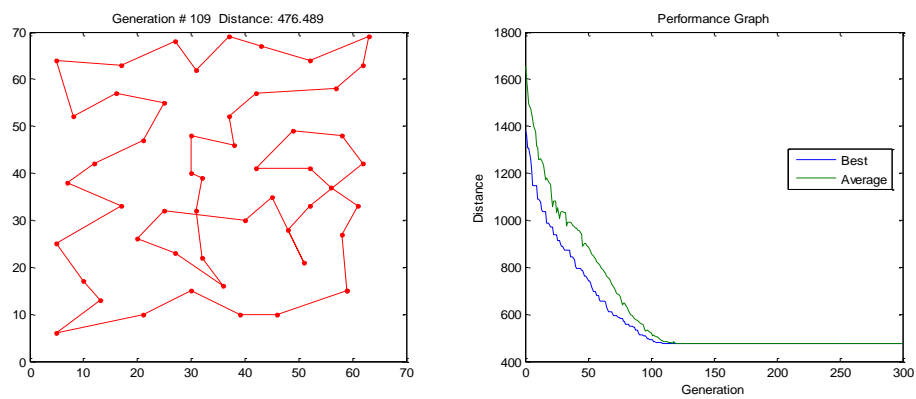 Generation # 109  Distance: 476.489
70
60
50
40
30
20
10
0
0 10 20 30 40 50 60 70
Performance Graph
1800
1600
1400
1200
1000
800
600
400
Distance
Best
Average
0 50 100 150 200 250 300
Generation